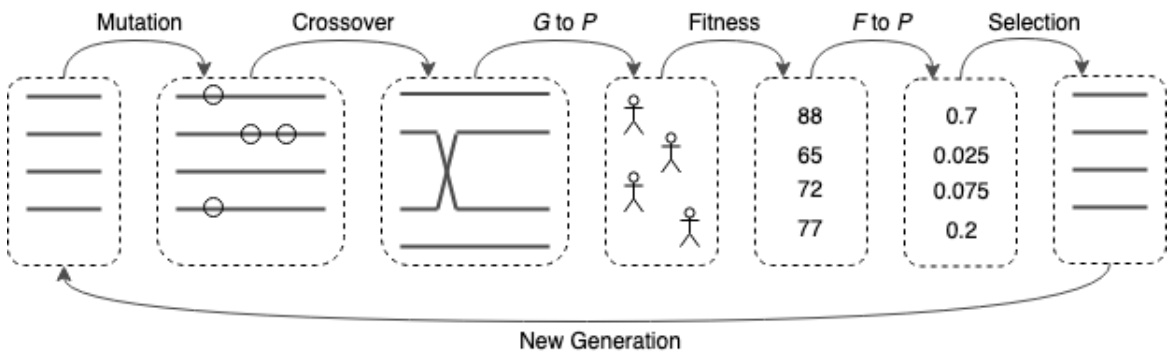 Mutation
Crossover
G to P
Fitness
F to P
Selection
88
65
72
77
0.7
0.025
0.075
0.2
New Generation